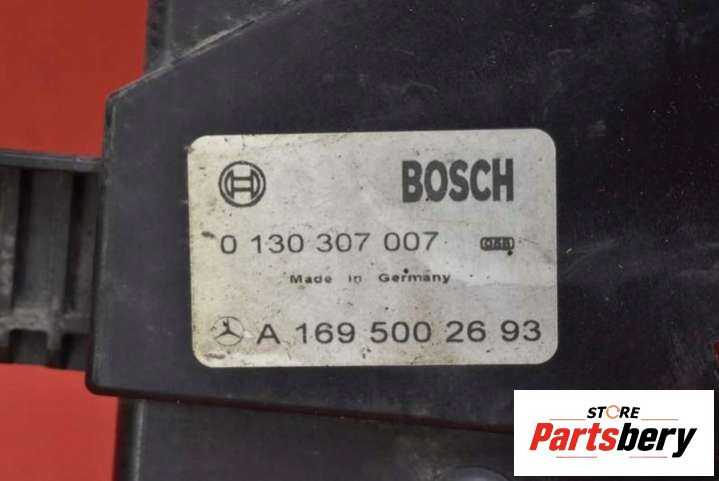 BOSCH
0 130 307 007
Made in Germany
A 169 500 26 93
STORE
Partsbery